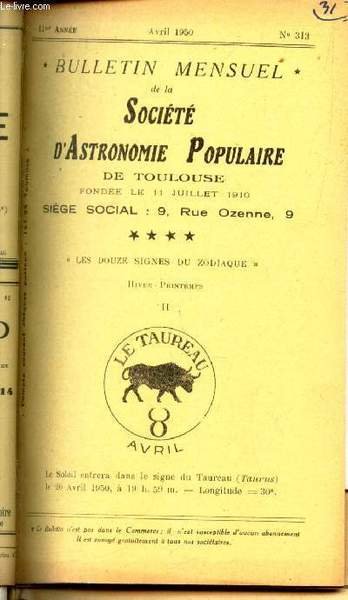 Le-livre.com
31
Avril 1950
ANNÉE
N° 313
* BULLETIN MENSUEL *
de la
SOCIÉTÉ
D'ASTRONOMIE POPULAIRE
DE TOULOUSE
FONDÉE LE 11 JUILLET 1910
SIÈGE SOCIAL : 9, Rue Ozenne, 9
★★★★
« LES DOUZE SIGNES DU ZODIAQUE »
HIVER - PRINTEMPS
II
LE TAUREAU
♉
AVRIL
Le Soleil entrera dans le signe du Taureau (Taurus)
le 20 Avril 1950, à 19 h. 59 m. — Longitude = 30°.
Le Bulletin n'est pas dans le Commerce ; il n'est susceptible d'aucun abonnement
Il est envoyé gratuitement à tous nos sociétaires.